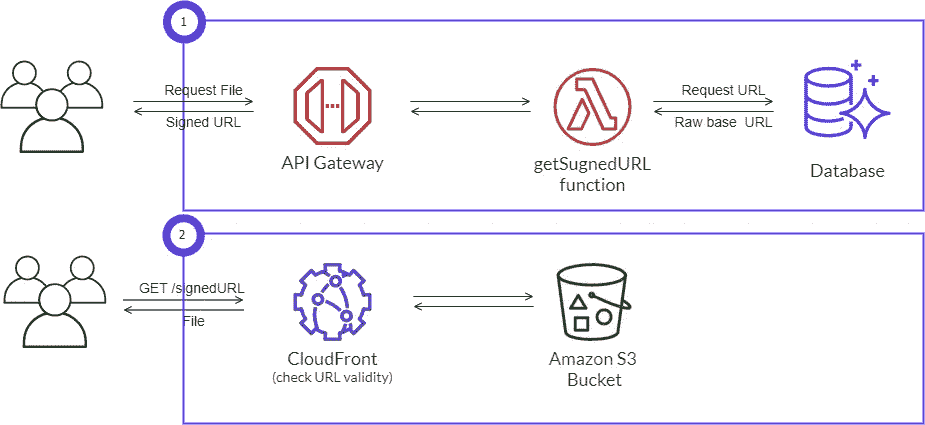 1
Request File
Signed URL
API Gateway
getSugnedURL
function
Request URL
Raw base URL
Database
2
GET /signedURL
File
CloudFront
(check URL validity)
Amazon S3
Bucket